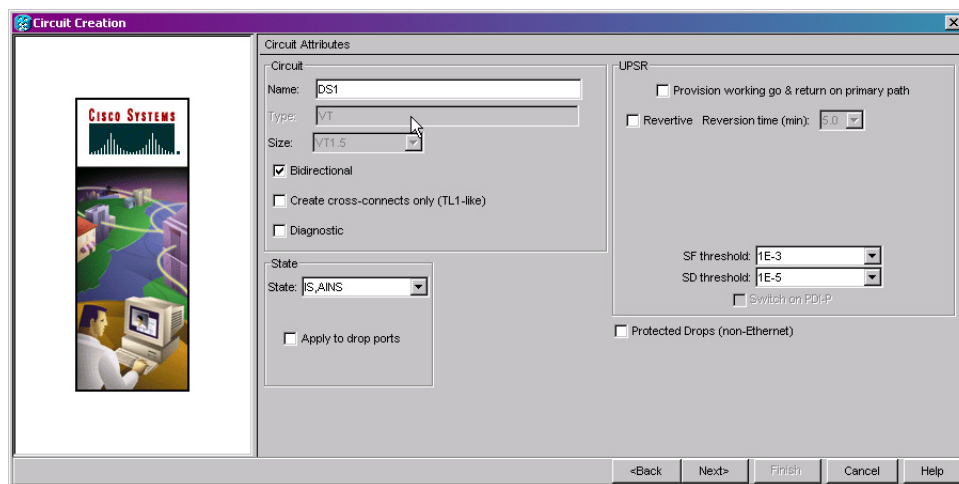 Circuit Creation
CISCO SYSTEMS
Circuit Attributes
Circuit
Name: DS1
Type: VT
Size: VT1.5
Bidirectional
Create cross-connects only (TL1-like)
Diagnostic
State
State: IS,AINS
Apply to drop ports
UPSR
Provision working go & return on primary path
Revertive Reversion time (min): 5.0
SF threshold: 1E-3
SD threshold: 1E-5
Switch on PDI-P
Protected Drops (non-Ethernet)
<Back Next> Finish Cancel Help